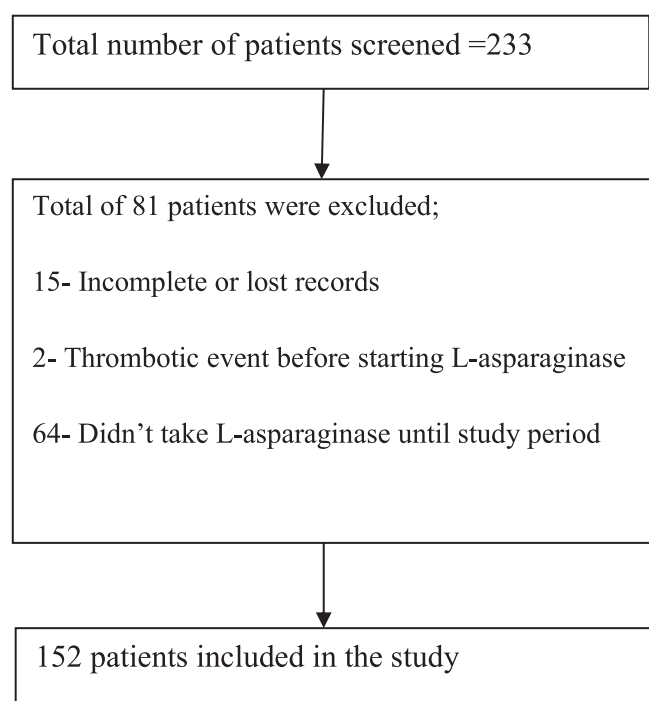 Total number of patients screened =233
Total of 81 patients were excluded;
15- Incomplete or lost records
2- Thrombotic event before starting L-asparaginase
64- Didn’t take L-asparaginase until study period
152 patients included in the study